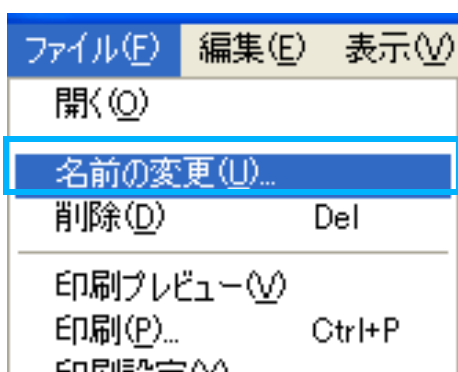 ファイル(F) 編集(E) 表示(V)
開く(O)
名前の変更(U)...
削除(D) Del
印刷プレビュー(V)
印刷(P)... Ctrl+P